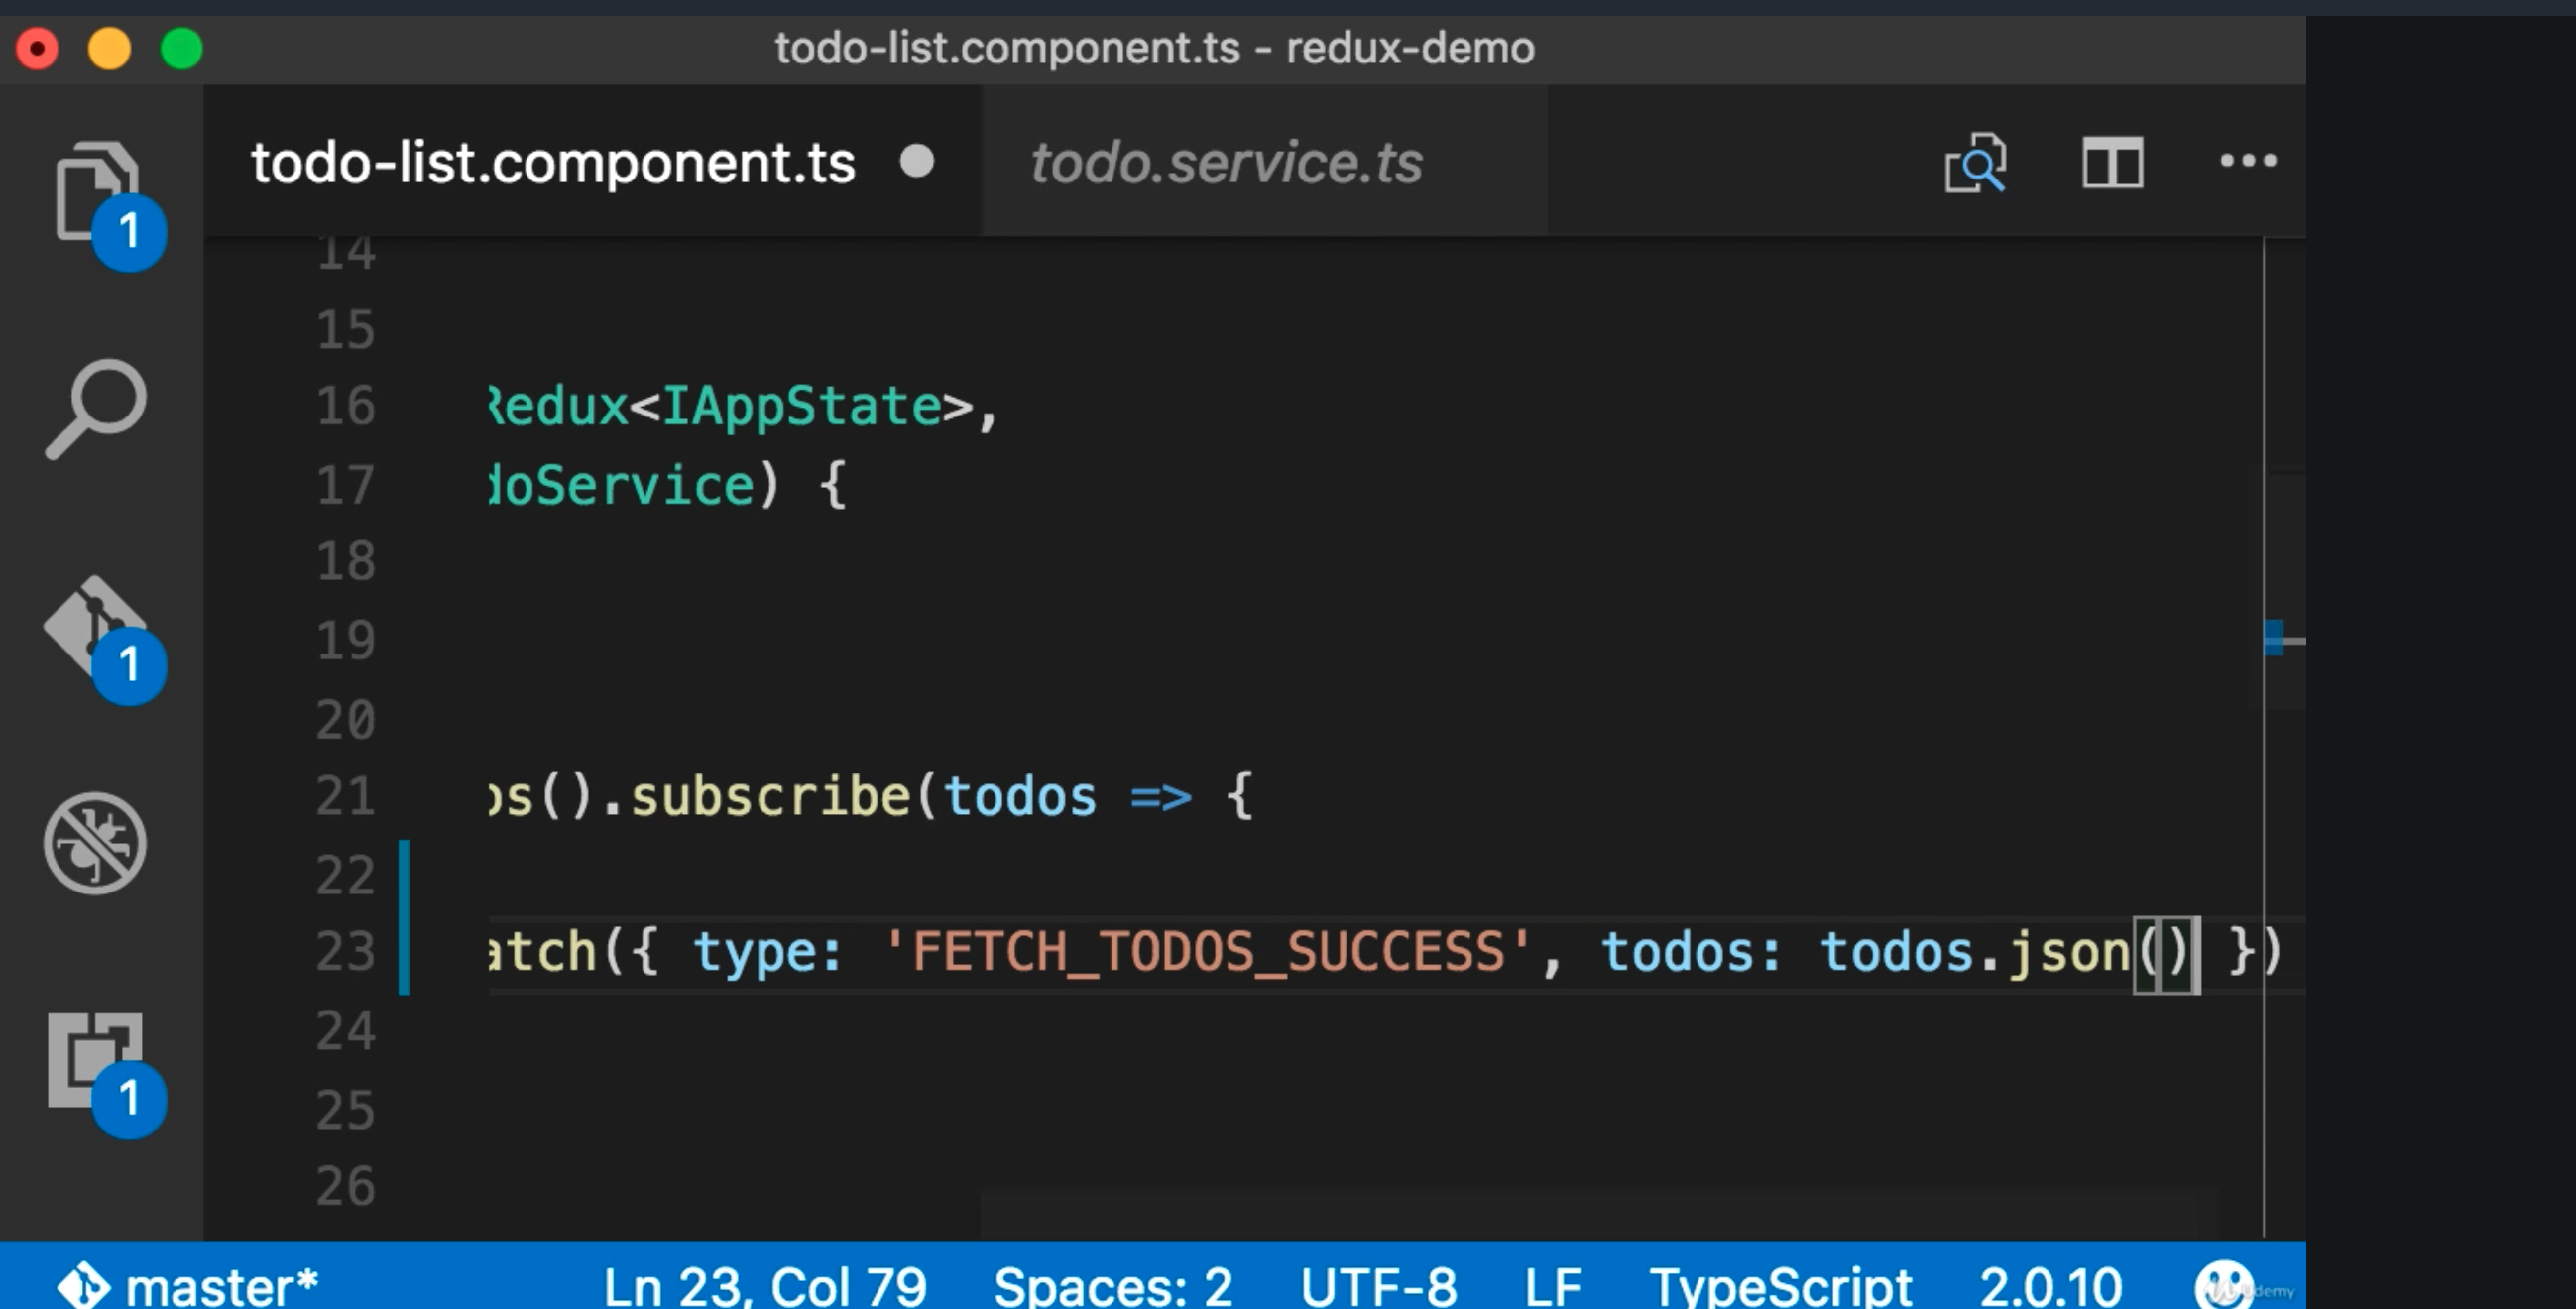 todo-list.component.ts - redux-demo
todo-list.component.ts todo.service.ts
1
1
1
14
15
16 Redux<IAppState>,
17 doService) {
18
19
20
21 os().subscribe(todos => {
22
23 atch({ type: 'FETCH_TODOS_SUCCESS', todos: todos.json() })
24
25
26
master* Ln 23, Col 79 Spaces: 2 UTF-8 LF TypeScript 2.0.10
Udemy